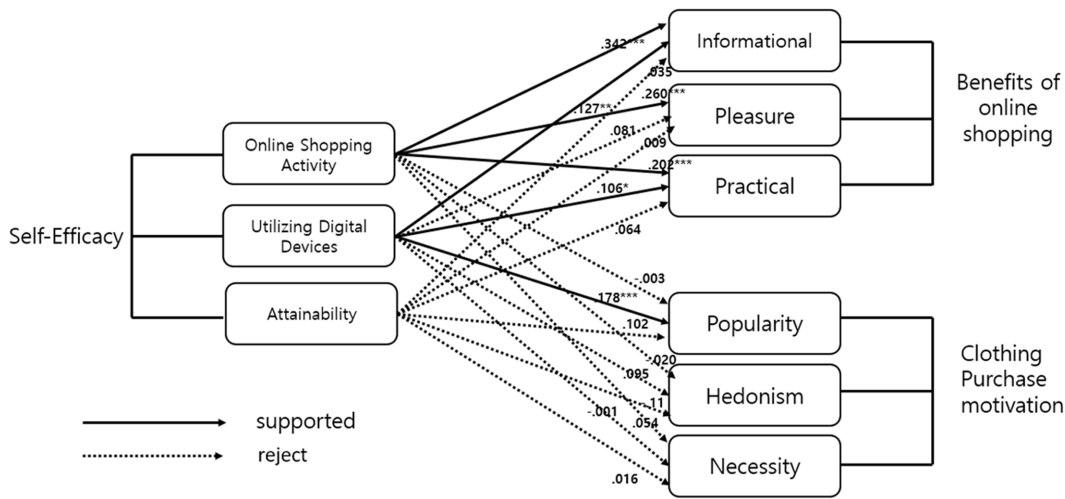 Self-Efficacy
Online Shopping
Activity
Utilizing Digital
Devices
Attainability
.342***
.035
.260***
.127**
.081
.009
.202***
.106*
.064
-.003
.178***
.102
-.020
.095
.11
-.001
.054
.016
Informational
Pleasure
Practical
Popularity
Hedonism
Necessity
Benefits of
online
shopping
Clothing
Purchase
motivation
supported
reject